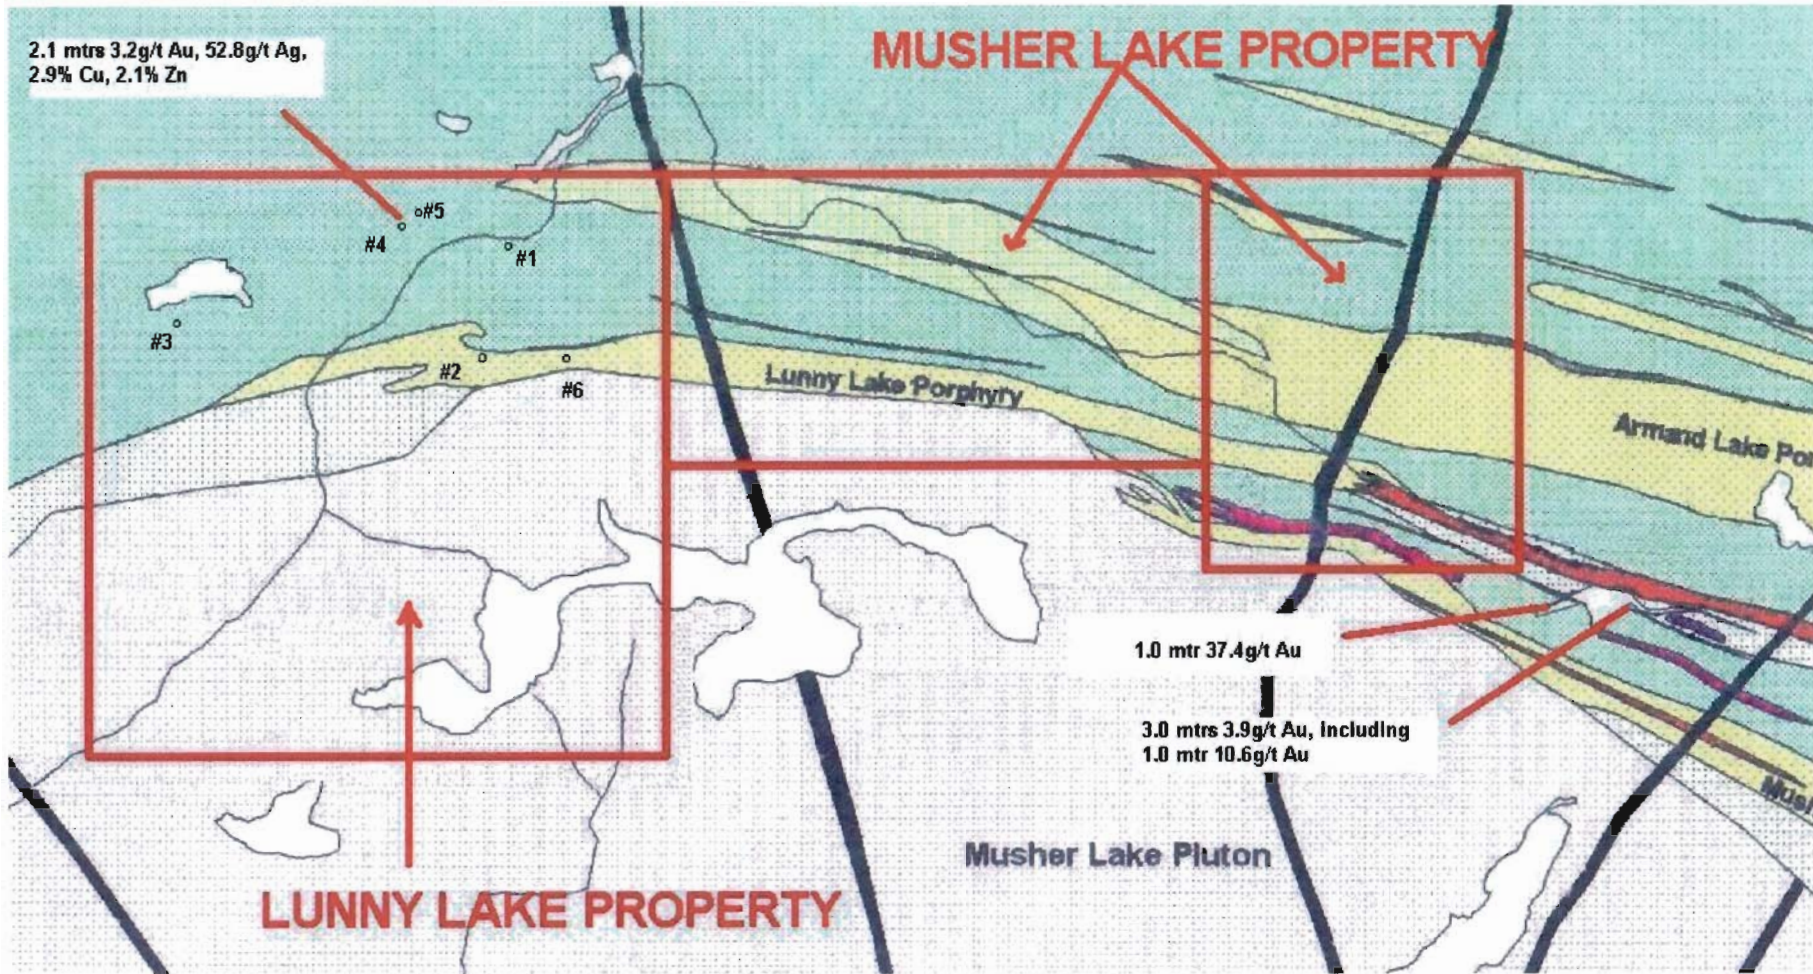 2.1 mtrs 3.2g/t Au, 52.8g/t Ag,
2.9% Cu, 2.1% Zn
MUSHER LAKE PROPERTY
#5
#4
#1
#3
#2
#6
Lunny Lake Porphyry
Armand Lake Por
1.0 mtr 37.4g/t Au
3.0 mtrs 3.9g/t Au, including
1.0 mtr 10.6g/t Au
Mush
Musher Lake Pluton
LUNNY LAKE PROPERTY